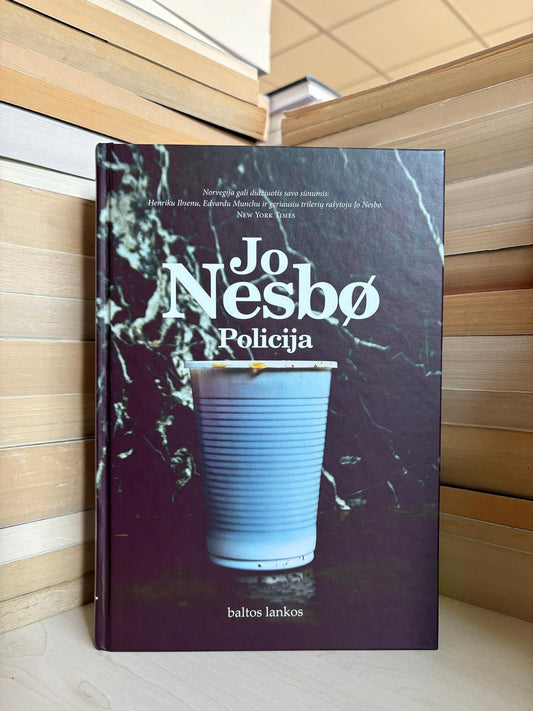 Norvegija gali didžiuotis savo sūnumis:
Henriku Ibsenu, Edvardu Munchu ir geriausiu trilerių rašytoju Jo Nesbø.
New York Times
Jo
Nesbø
Policija
baltos lankos